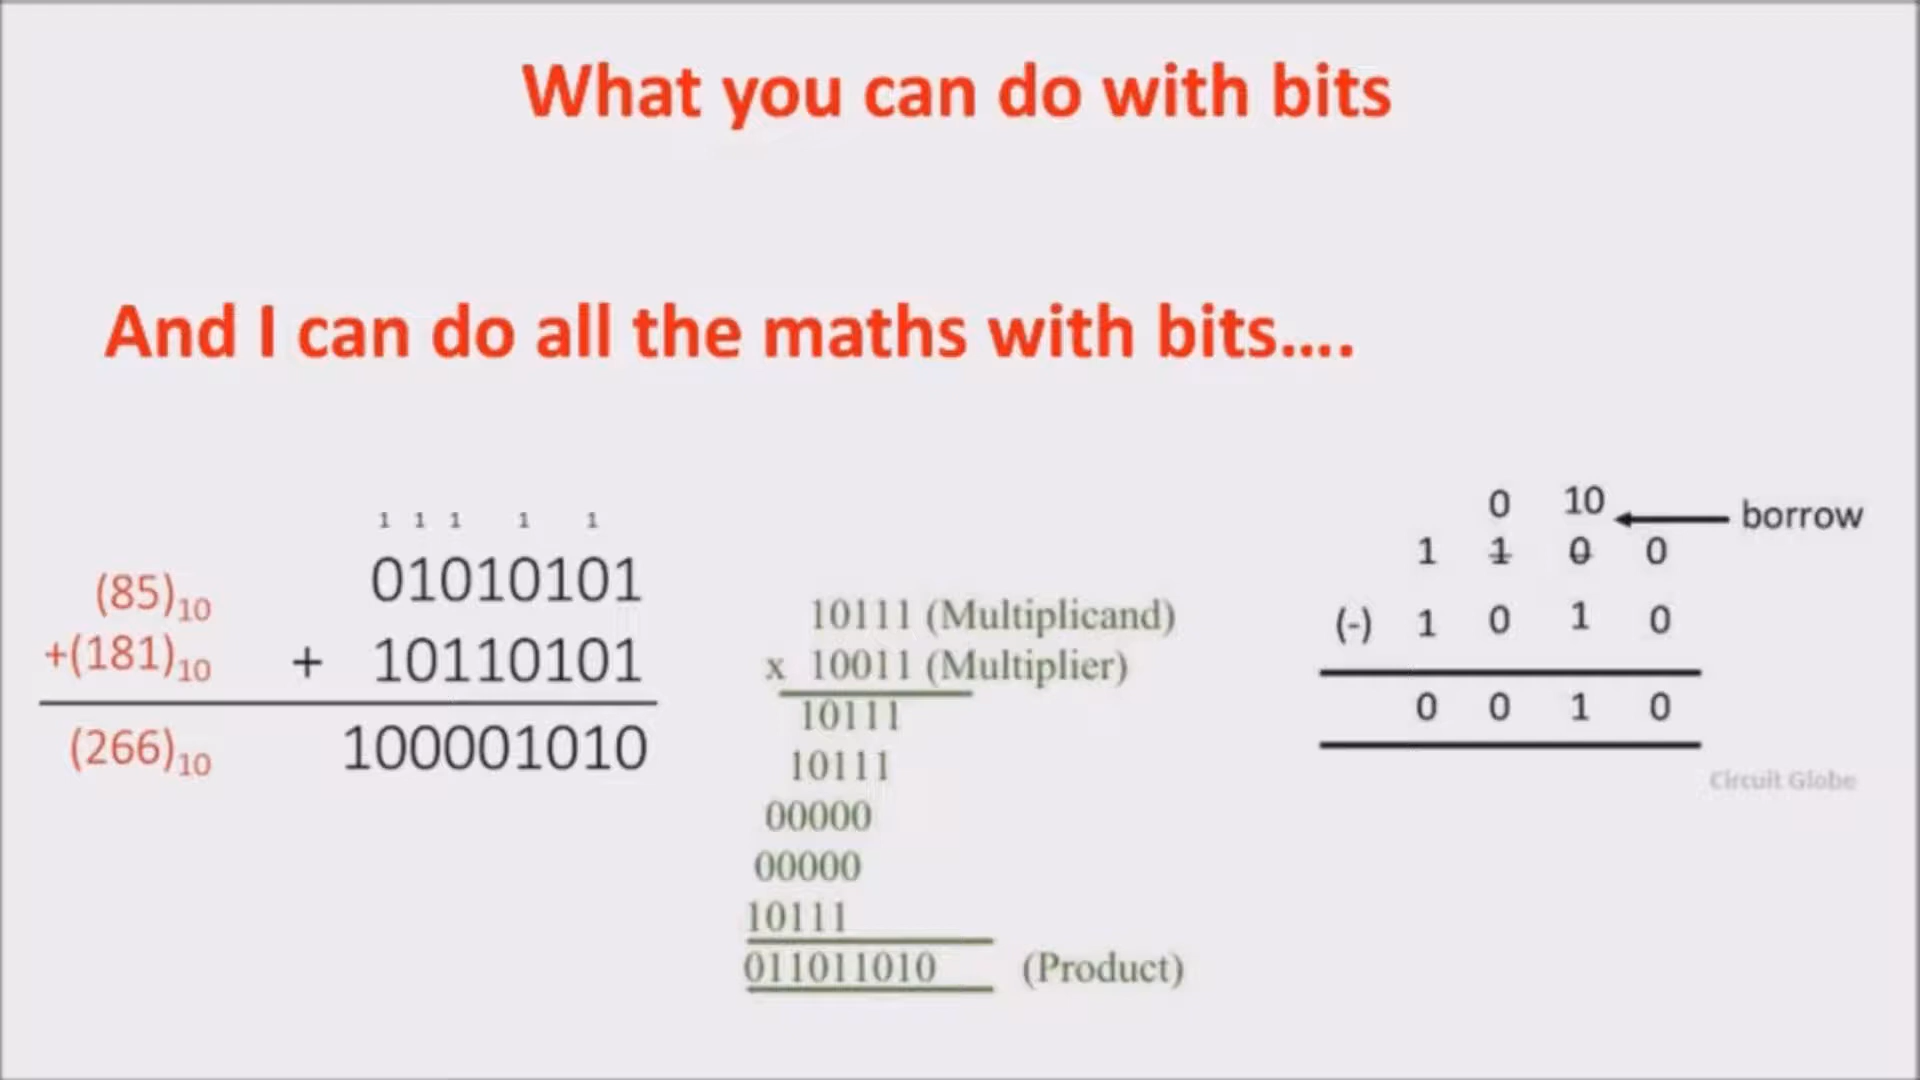 What you can do with bits
And I can do all the maths with bits....
1 1 1 1 1
(85)10 01010101
+(181)10 + 10110101
(266)10 100001010
10111 (Multiplicand)
x 10011 (Multiplier)
10111
10111
00000
00000
10111
011011010 (Product)
0 10 borrow
1 1 0 0
(-) 1 0 1 0
0 0 1 0
Circuit Globe